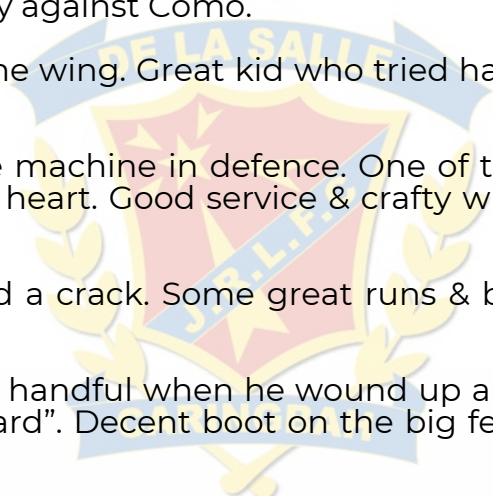 y against Como.
DE LA SALLE
he wing. Great kid who tried ha
machine in defence. One of t
heart. Good service & crafty w
J.R.L.F.C
d a crack. Some great runs & b
handful when he wound up a
ard”. Decent boot on the big fe
CARINGBAH